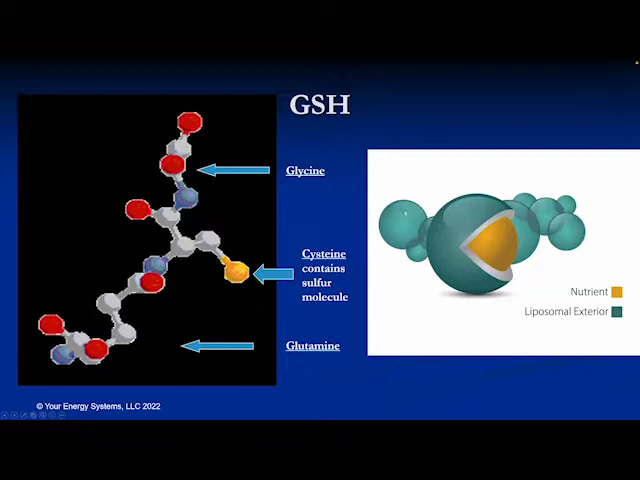 GSH
Glycine
Cysteine
contains
sulfur
molecule
Glutamine
Nutrient
Liposomal Exterior
© Your Energy Systems, LLC 2022